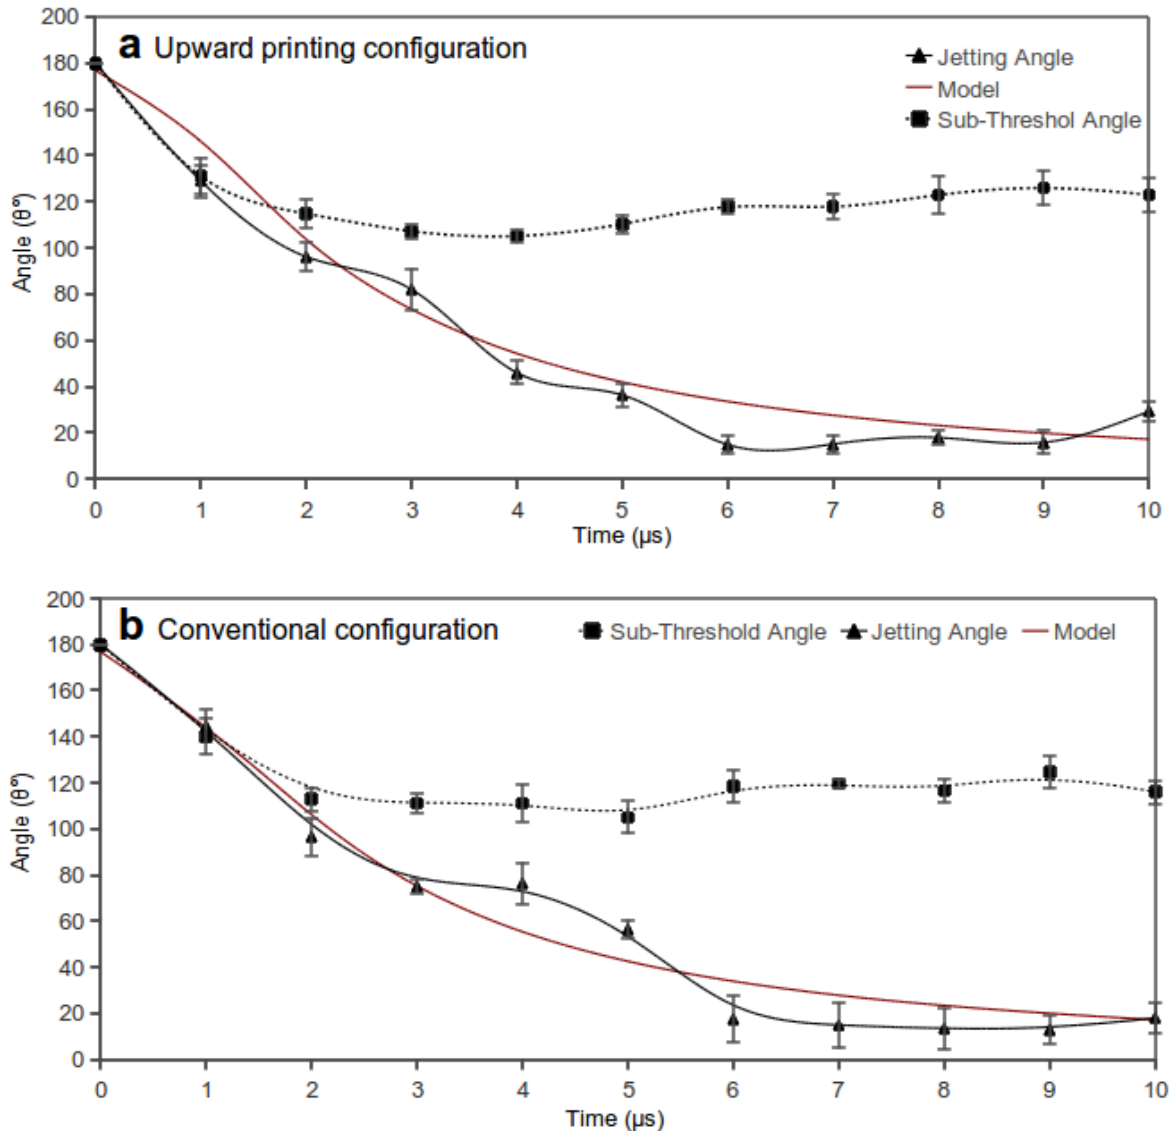 200
a Upward printing configuration
180
Jetting Angle
160
Model
140
Sub-Threshol Angle
120
100
80
60
40
20
0
Angle (θ°)
0 1 2 3 4 5 6 7 8 9 10
Time (µs)
200
b Conventional configuration
Sub-Threshold Angle Jetting Angle Model
180
160
140
120
100
80
60
40
20
0
Angle (θ°)
0 1 2 3 4 5 6 7 8 9 10
Time (µs)